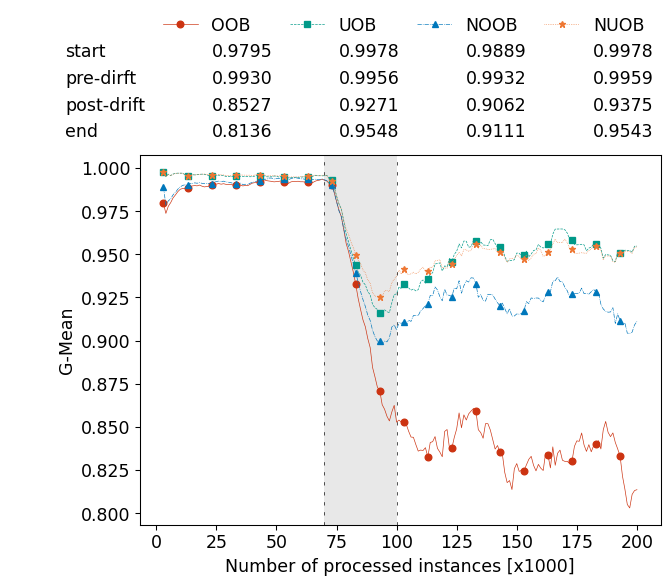 OOB UOB NOOB NUOB
start 0.9795 0.9978 0.9889 0.9978
pre-dirft 0.9930 0.9956 0.9932 0.9959
post-drift 0.8527 0.9271 0.9062 0.9375
end 0.8136 0.9548 0.9111 0.9543
1.000
0.975
0.950
0.925
0.900
0.875
0.850
0.825
0.800
G-Mean
0 25 50 75 100 125 150 175 200
Number of processed instances [x1000]